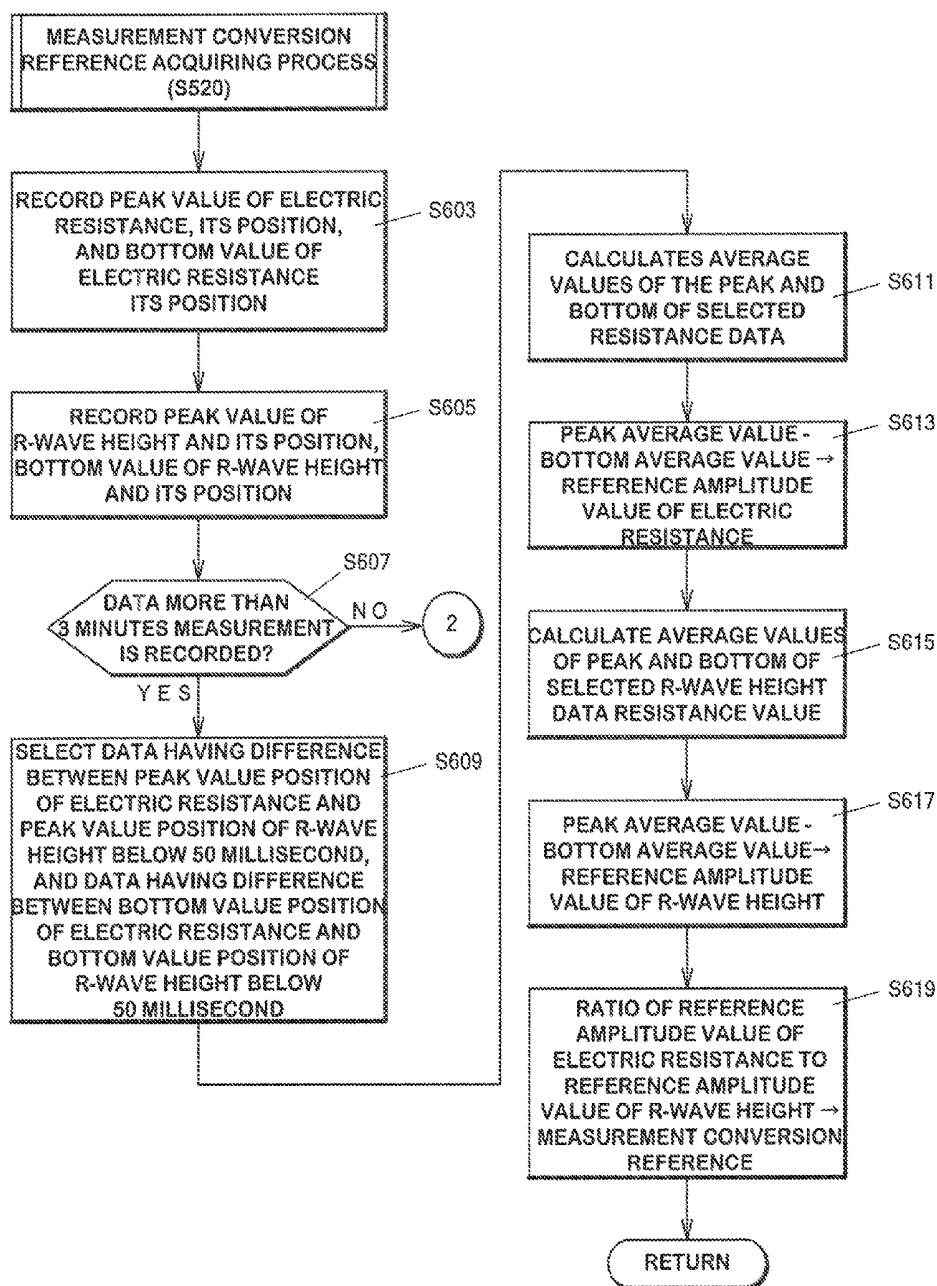 MEASUREMENT CONVERSION
REFERENCE ACQUIRING PROCESS
(S520)
RECORD PEAK VALUE OF ELECTRIC
RESISTANCE, ITS POSITION,
AND BOTTOM VALUE OF
ELECTRIC RESISTANCE
ITS POSITION
S603
RECORD PEAK VALUE OF
R-WAVE HEIGHT AND ITS POSITION,
BOTTOM VALUE OF R-WAVE HEIGHT
AND ITS POSITION
S605
S607
DATA MORE THAN
3 MINUTES MEASUREMENT
IS RECORDED?
NO
2
YES
SELECT DATA HAVING DIFFERENCE
BETWEEN PEAK VALUE POSITION
OF ELECTRIC RESISTANCE AND
PEAK VALUE POSITION OF R-WAVE
HEIGHT BELOW 50 MILLISECOND,
AND DATA HAVING DIFFERENCE
BETWEEN BOTTOM VALUE POSITION
OF ELECTRIC RESISTANCE AND
BOTTOM VALUE POSITION OF
R-WAVE HEIGHT BELOW
50 MILLISECOND
S609
CALCULATES AVERAGE
VALUES OF THE PEAK AND
BOTTOM OF SELECTED
RESISTANCE DATA
S611
PEAK AVERAGE VALUE -
BOTTOM AVERAGE VALUE →
REFERENCE AMPLITUDE
VALUE OF ELECTRIC
RESISTANCE
S613
CALCULATE AVERAGE VALUES
OF PEAK AND BOTTOM OF
SELECTED R-WAVE HEIGHT
DATA RESISTANCE VALUE
S615
PEAK AVERAGE VALUE -
BOTTOM AVERAGE VALUE→
REFERENCE AMPLITUDE
VALUE OF R-WAVE HEIGHT
S617
RATIO OF REFERENCE
AMPLITUDE VALUE OF
ELECTRIC RESISTANCE TO
REFERENCE AMPLITUDE
VALUE OF R-WAVE HEIGHT →
MEASUREMENT CONVERSION
REFERENCE
S619
RETURN